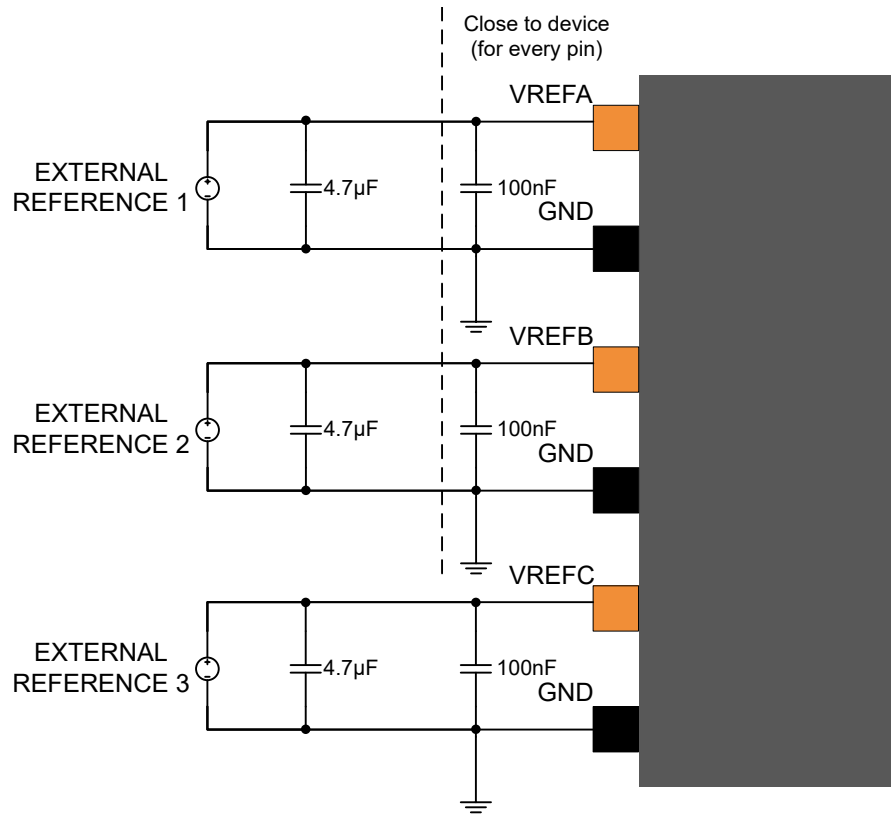 Close to device
(for every pin)
VREFA
EXTERNAL
REFERENCE 1
4.7µF
100nF
GND
VREFB
EXTERNAL
REFERENCE 2
4.7µF
100nF
GND
VREFC
EXTERNAL
REFERENCE 3
4.7µF
100nF
GND